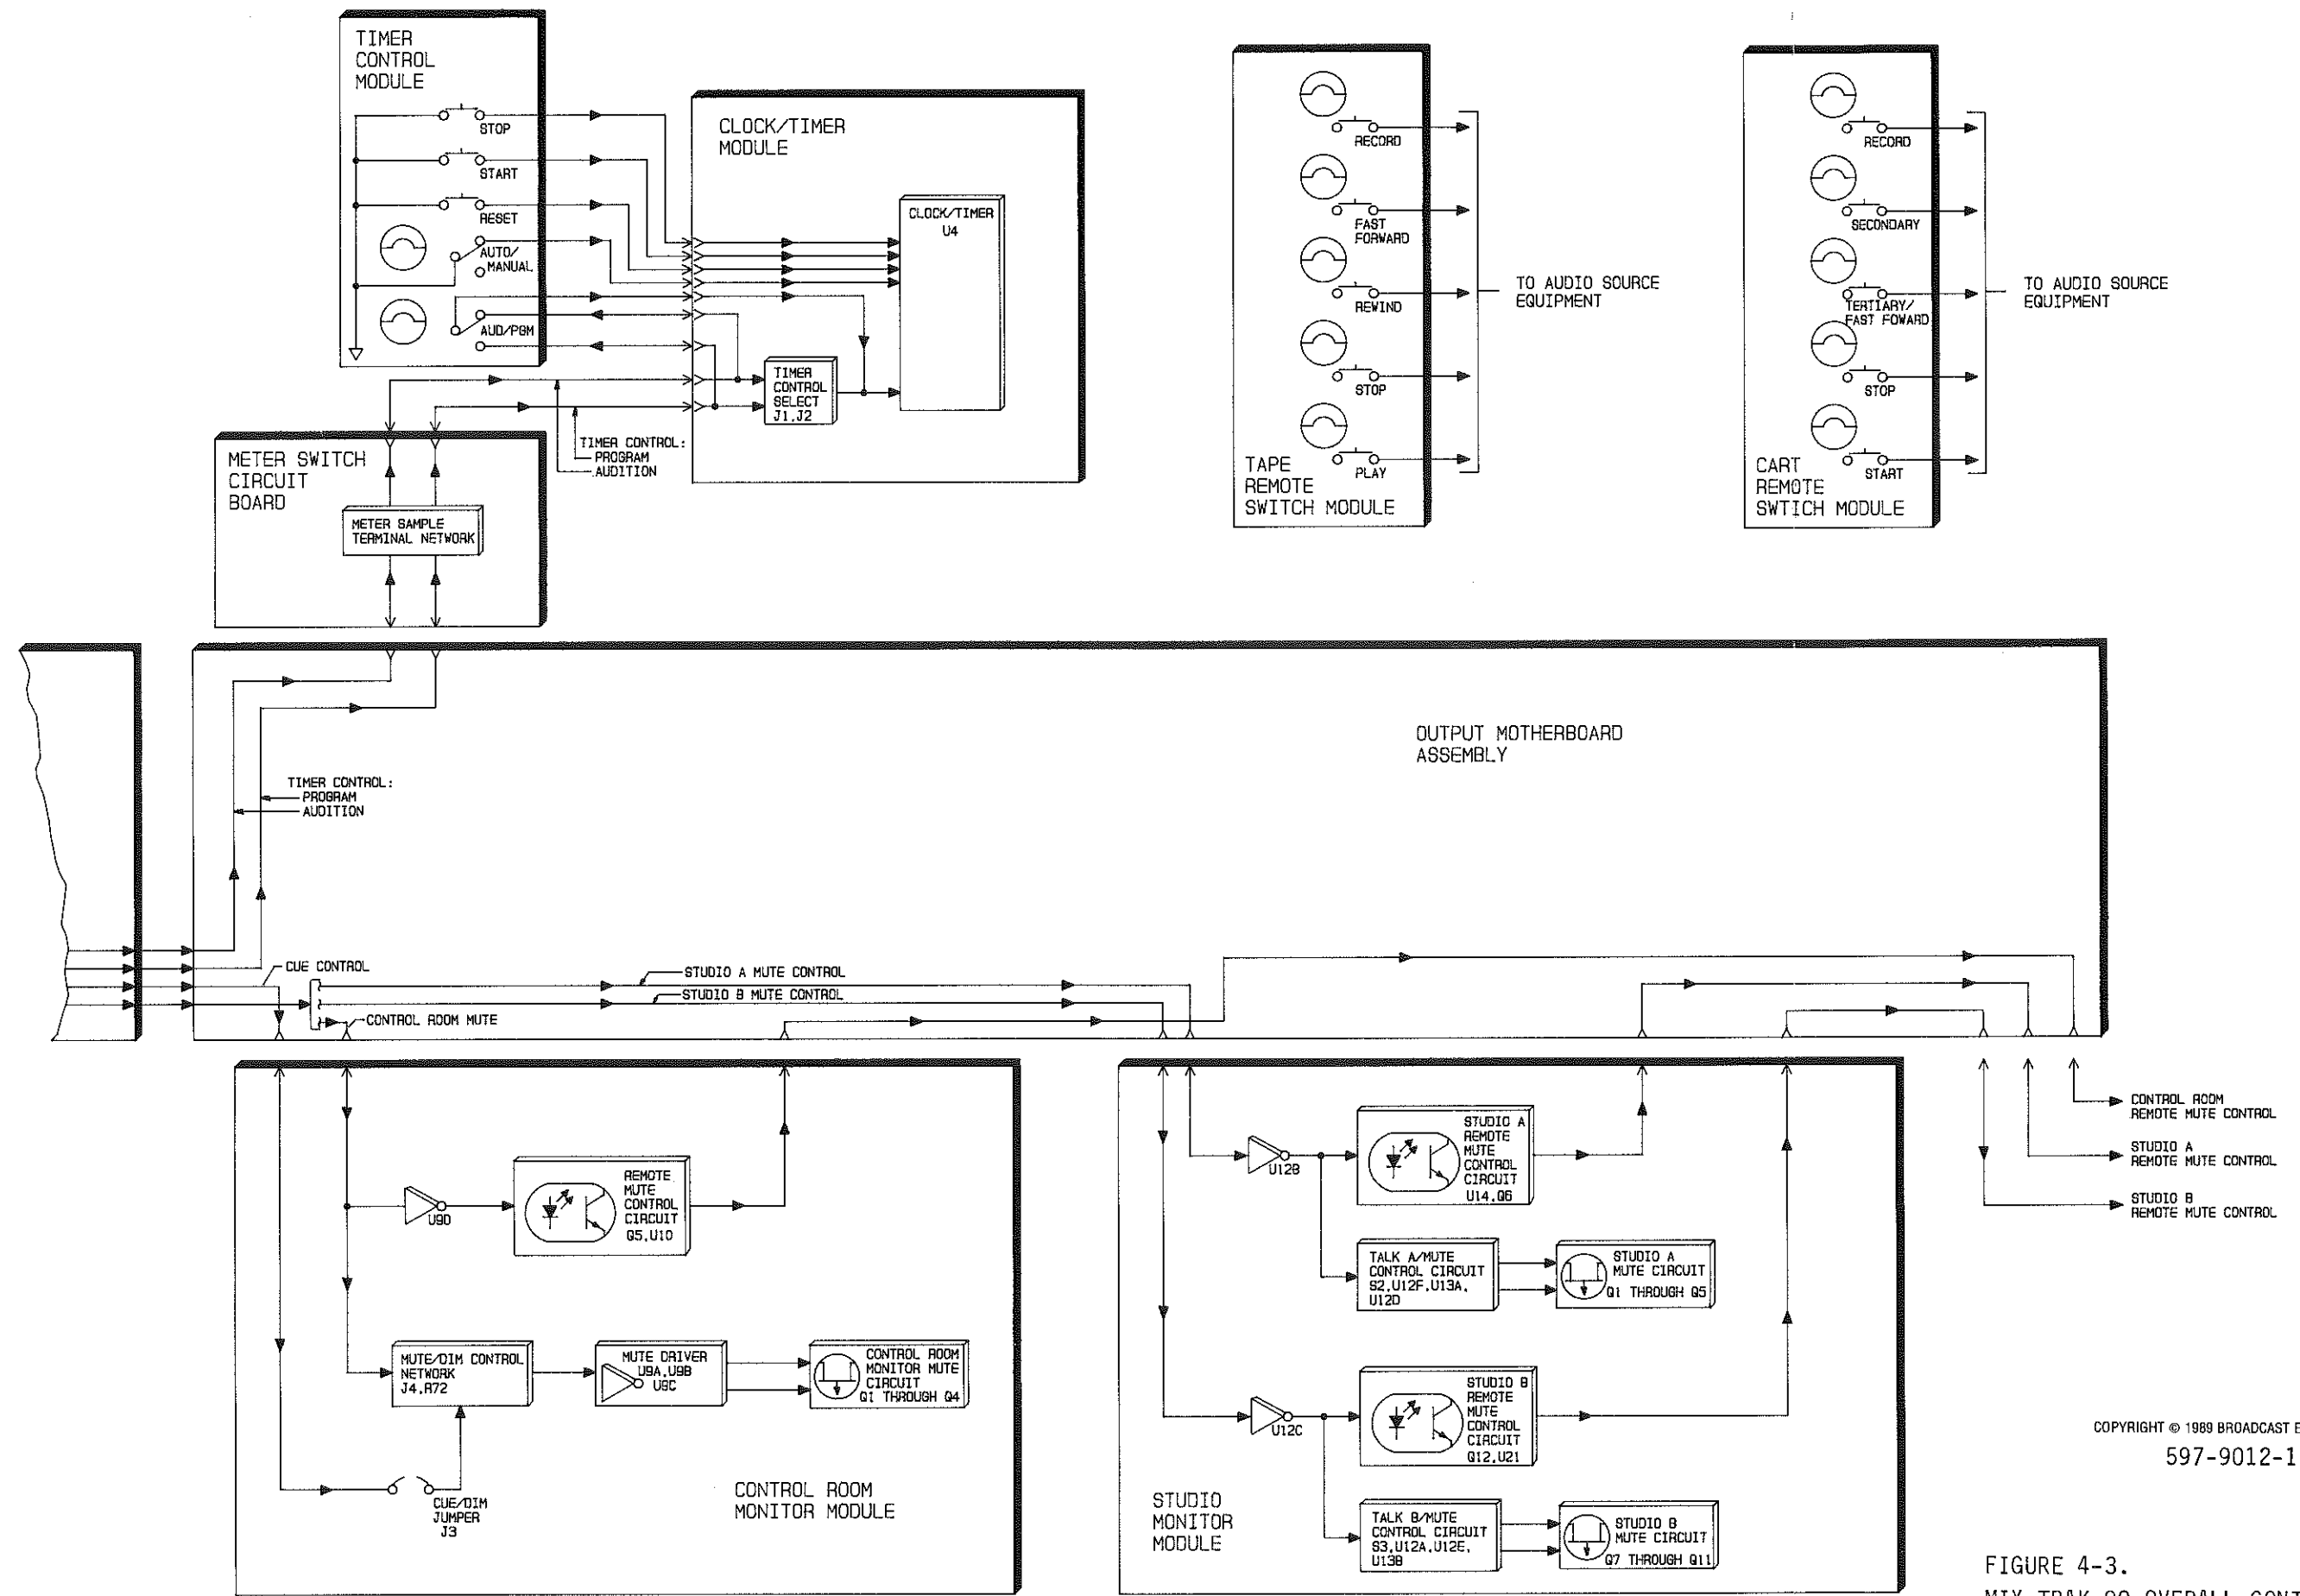 TIMER
CONTROL
MODULE
STOP
START
RESET
AUTO/
MANUAL
AUD/PGM
CLOCK/TIMER
MODULE
CLOCK/TIMER
U4
TIMER
CONTROL
SELECT
J1,J2
TIMER CONTROL:
PROGRAM
AUDITION
METER SWITCH
CIRCUIT
BOARD
METER SAMPLE
TERMINAL NETWORK
RECORD
FAST
FORWARD
REWIND
STOP
PLAY
TAPE
REMOTE
SWITCH MODULE
TO AUDIO SOURCE
EQUIPMENT
RECORD
SECONDARY
TERTIARY/
FAST FOWARD
STOP
START
CART
REMOTE
SWTICH MODULE
TO AUDIO SOURCE
EQUIPMENT
OUTPUT MOTHERBOARD
ASSEMBLY
TIMER CONTROL:
PROGRAM
AUDITION
CUE CONTROL
STUDIO A MUTE CONTROL
STUDIO B MUTE CONTROL
CONTROL ROOM MUTE
U9D
REMOTE
MUTE
CONTROL
CIRCUIT
Q5,U10
MUTE/DIM CONTROL
NETWORK
J4,R72
MUTE DRIVER
U9A,U9B
U9C
CONTROL ROOM
MONITOR MUTE
CIRCUIT
Q1 THROUGH Q4
CUE/DIM
JUMPER
J3
CONTROL ROOM
MONITOR MODULE
U12B
STUDIO A
REMOTE
MUTE
CONTROL
CIRCUIT
U14,Q6
TALK A/MUTE
CONTROL CIRCUIT
S2,U12F,U13A,
U12D
STUDIO A
MUTE CIRCUIT
Q1 THROUGH Q5
U12C
STUDIO B
REMOTE
MUTE
CONTROL
CIRCUIT
Q12,U21
TALK B/MUTE
CONTROL CIRCUIT
S3,U12A,U12E,
U13B
STUDIO B
MUTE CIRCUIT
Q7 THROUGH Q11
STUDIO
MONITOR
MODULE
CONTROL ROOM
REMOTE MUTE CONTROL
STUDIO A
REMOTE MUTE CONTROL
STUDIO B
REMOTE MUTE CONTROL
COPYRIGHT © 1989 BROADCAST E
597-9012-1
FIGURE 4-3.